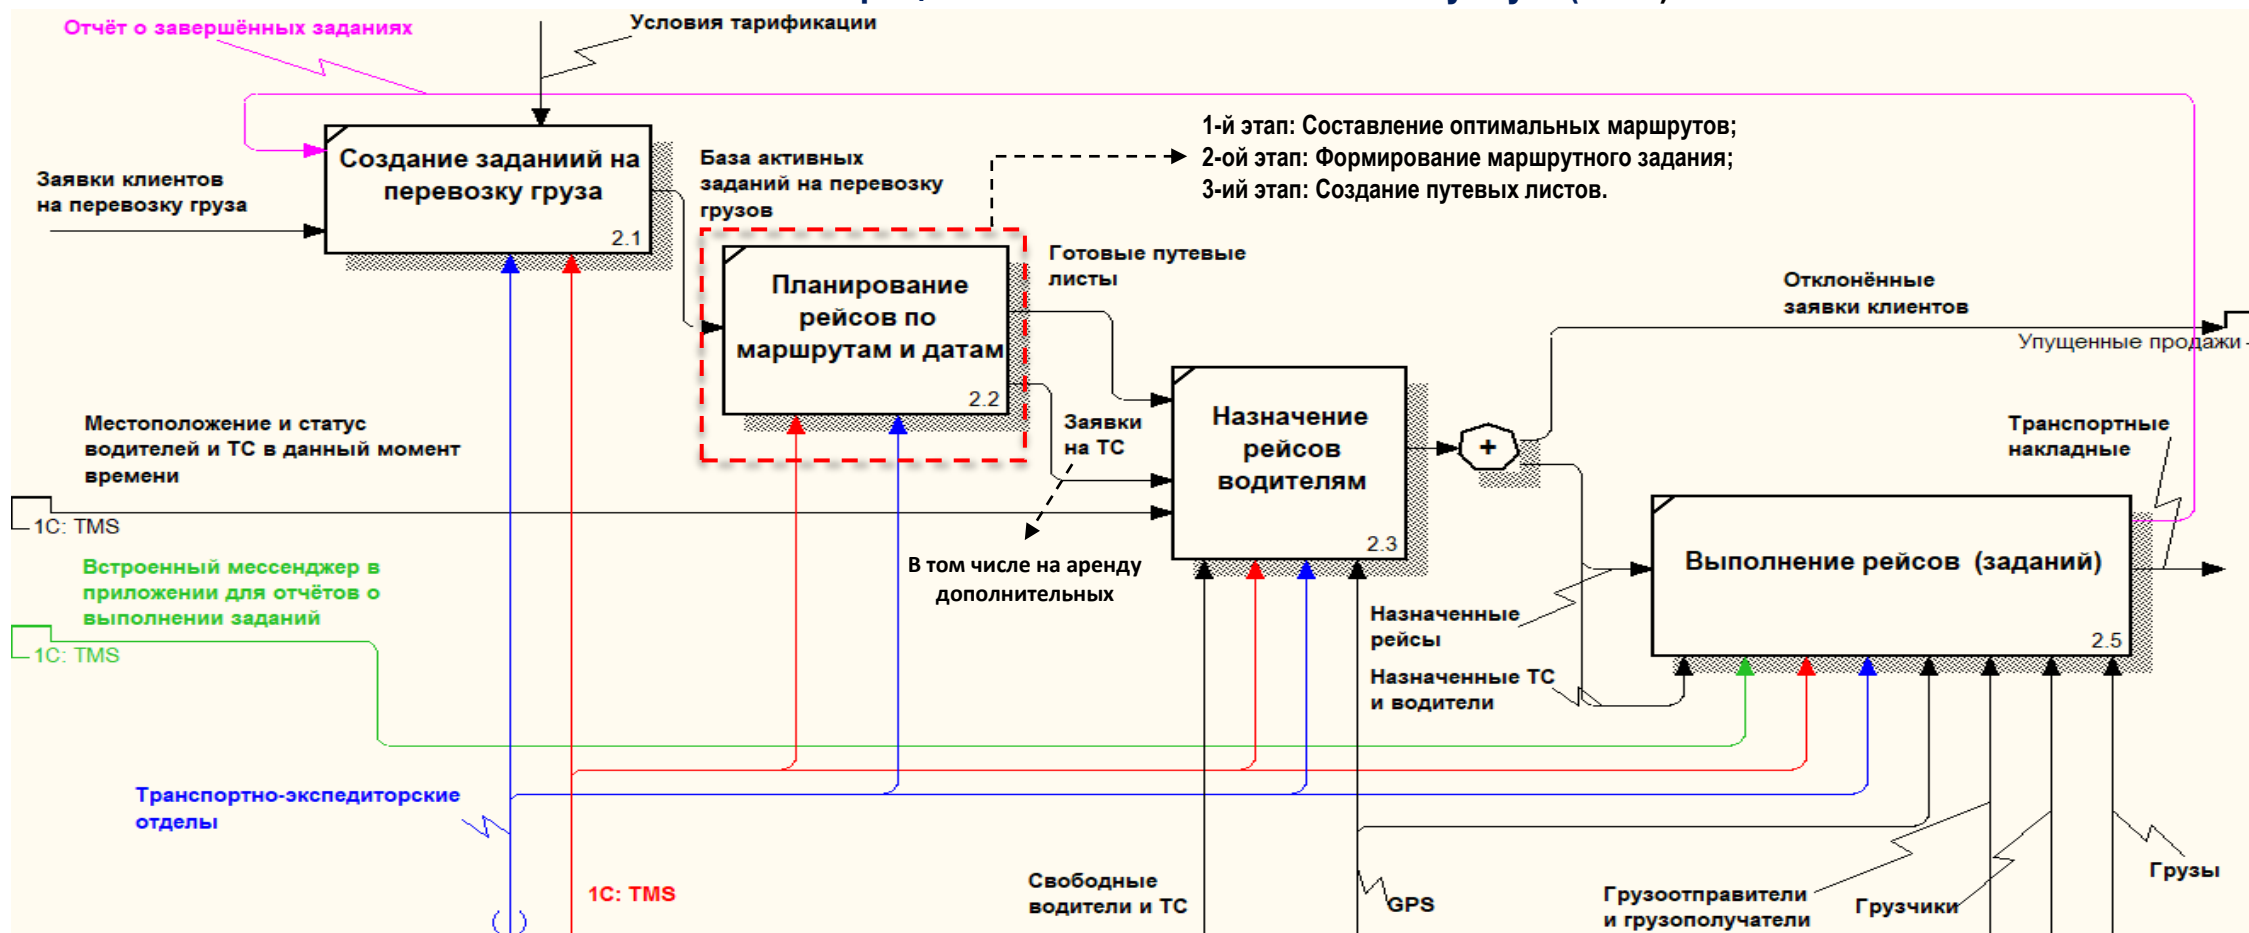 Отчёт о завершённых заданиях
Условия тарификации
1-й этап: Составление оптимальных маршрутов;
2-ой этап: Формирование маршрутного задания;
3-ий этап: Создание путевых листов.
Заявки клиентов
на перевозку груза
Создание заданиий на
перевозку груза
2.1
База активных
заданий на перевозку
грузов
Планирование
рейсов по
маршрутам и датам
2.2
Готовые путевые
листы
Отклонённые
заявки клиентов
Упущенные продажи
Заявки
на ТС
Назначение
рейсов
водителям
2.3
+
Транспортные
накладные
Местоположение и статус
водителей и ТС в данный момент
времени
1С: TMS
В том числе на аренду
дополнительных
Выполнение рейсов (заданий)
2.5
Встроенный мессенджер в
приложении для отчётов о
выполнении заданий
1С: TMS
Назначенные
рейсы
Назначенные ТС
и водители
Транспортно-экспедиторские
отделы
1С: TMS
Свободные
водители и ТС
GPS
Грузоотправители
и грузополучатели
Грузчики
Грузы